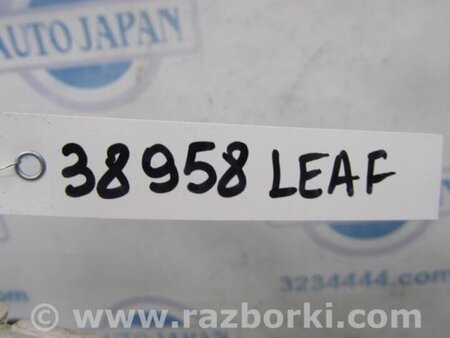 AUTO JAPAN
38958 LEAF
3234444.com
© www.razborki.com